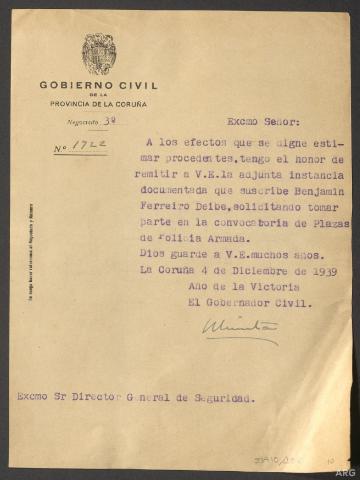 GOBIERNO CIVIL
DE LA
PROVINCIA DE LA CORUÑA
Negociado 3º
Nº 1722
Excmo Señor:
A los efectos que se digne esti-
mar procedentes,tengo el honor de
remitir a V.E.la adjunta instancia
documentada que suscribe Benjamin
Ferreiro Deibe,solicitando tomar
parte en la convocatoria de Plazas
de Policia Armada.
Dios guarde a V.E.muchos años.
La Coruña 4 de Diciembre de 1939
Año de la Victoria
El Gobernador Civil.
Excmo Sr Director General de Seguridad.
ARG